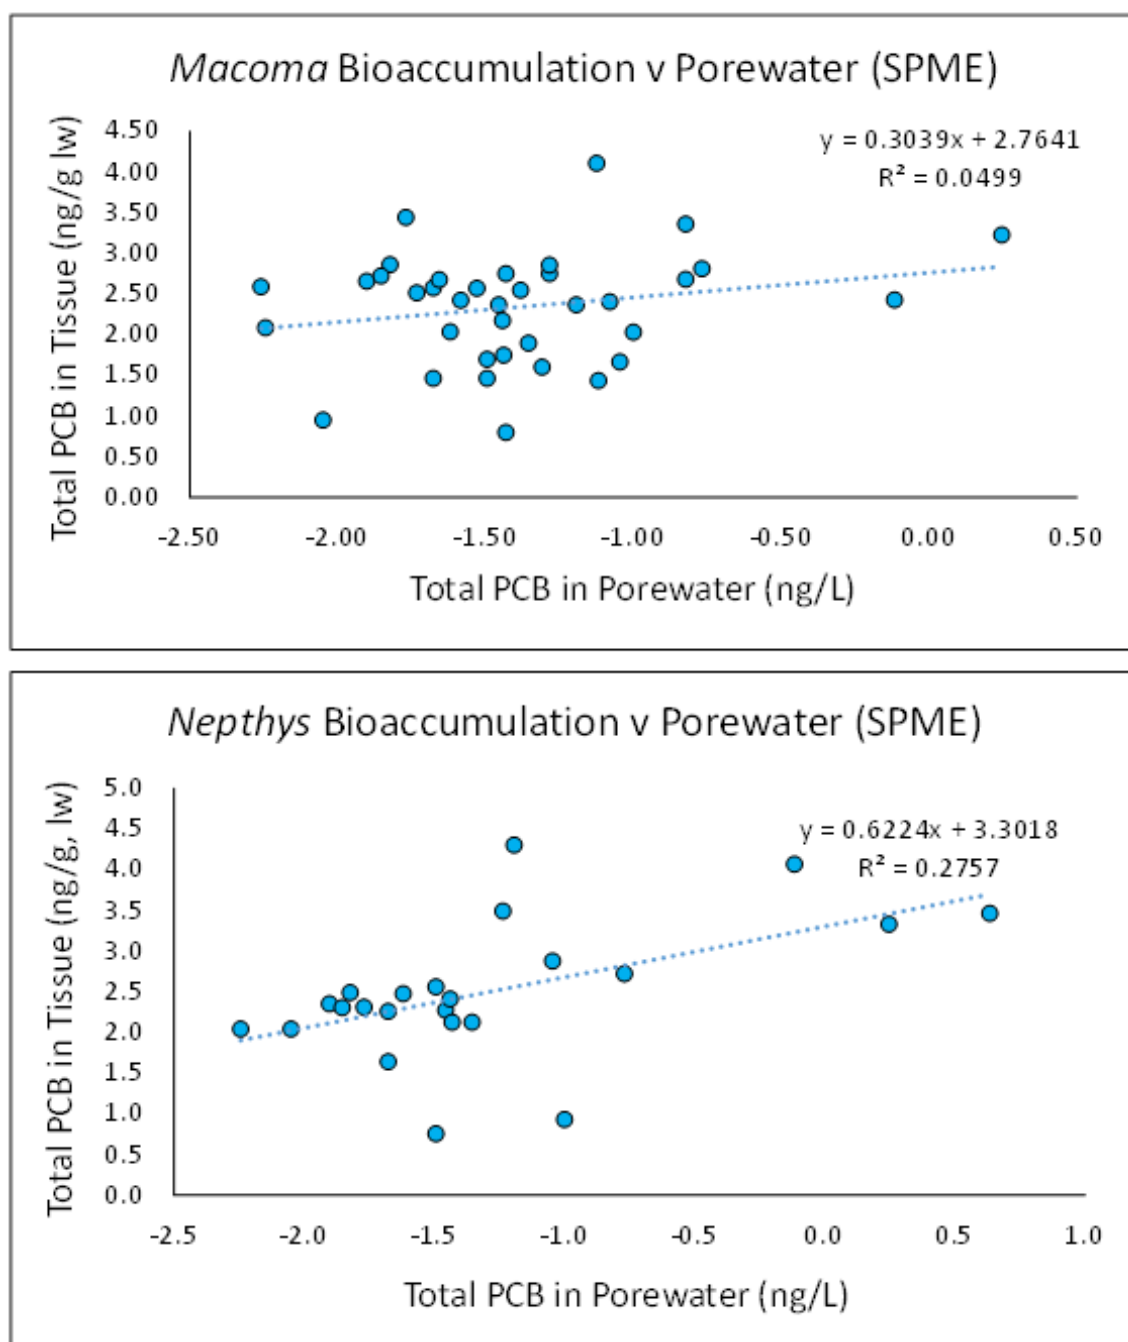 Macoma Bioaccumulation v Porewater (SPME)
Total PCB in Tissue (ng/g lw)
4.50
4.00
3.50
3.00
2.50
2.00
1.50
1.00
0.50
0.00
y = 0.3039x + 2.7641
R² = 0.0499
-2.50 -2.00 -1.50 -1.00 -0.50 0.00 0.50
Total PCB in Porewater (ng/L)
Nepthys Bioaccumulation v Porewater (SPME)
Total PCB in Tissue (ng/g, lw)
5.0
4.5
4.0
3.5
3.0
2.5
2.0
1.5
1.0
0.5
0.0
y = 0.6224x + 3.3018
R² = 0.2757
-2.5 -2.0 -1.5 -1.0 -0.5 0.0 0.5 1.0
Total PCB in Porewater (ng/L)